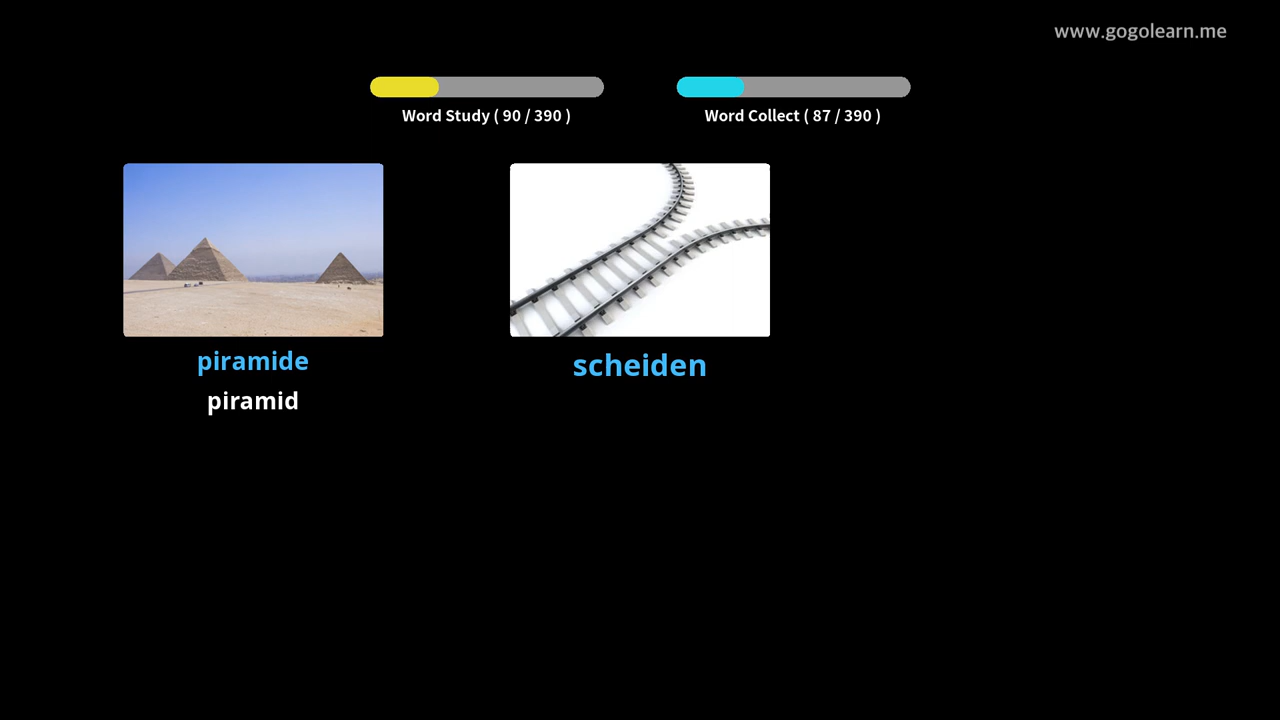 www.gogolearn.me
Word Study ( 90 / 390 )
Word Collect ( 87 / 390 )
piramide
piramid
scheiden